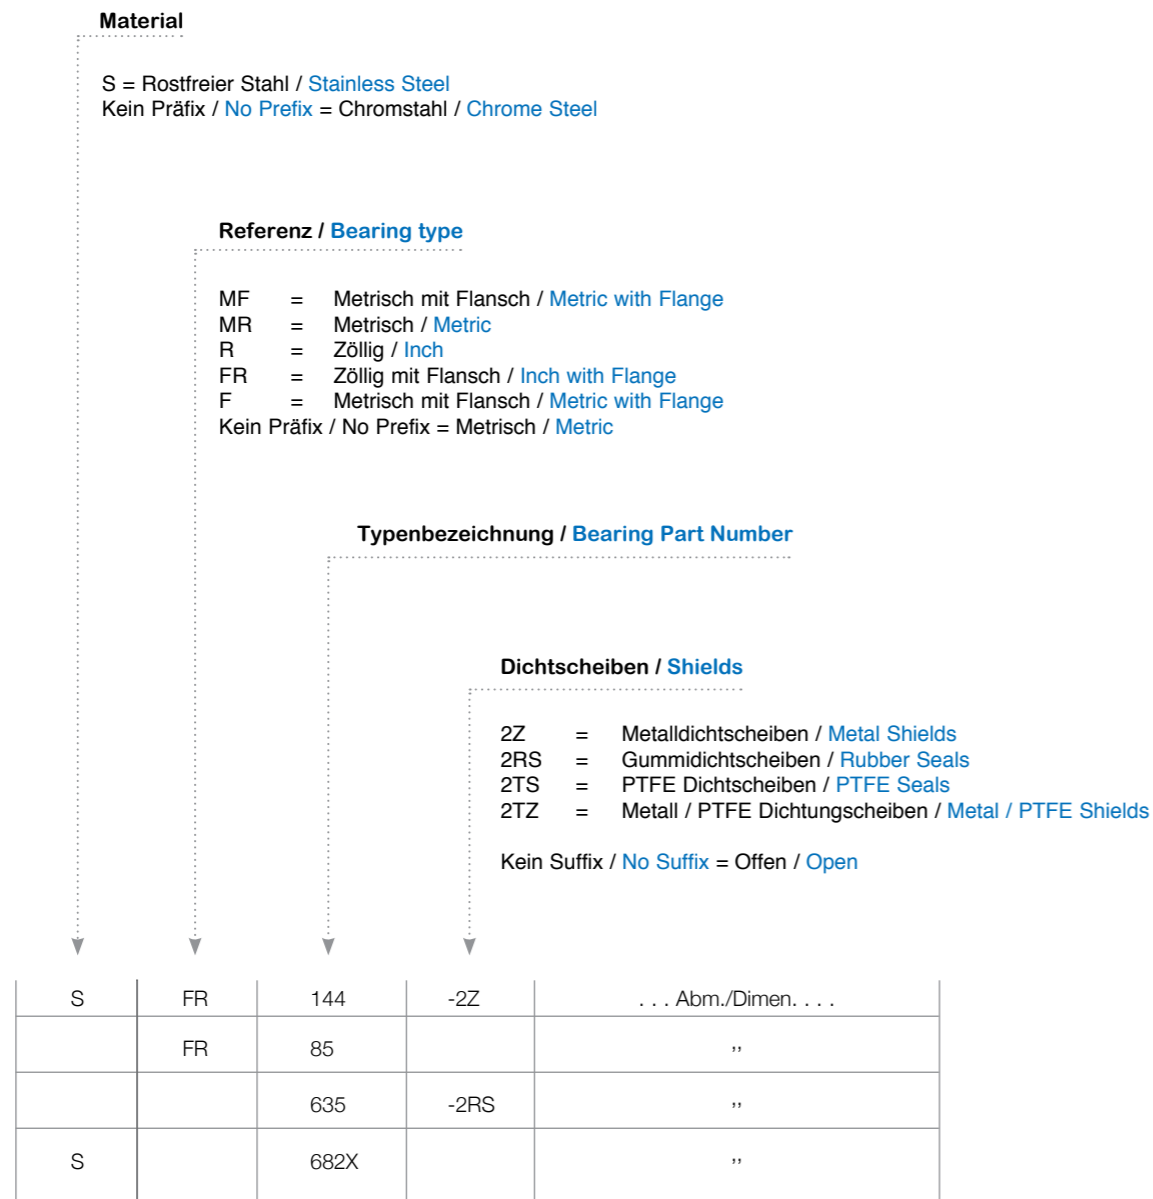 Material
S = Rostfreier Stahl / Stainless Steel
Kein Präfix / No Prefix = Chromstahl / Chrome Steel
Referenz / Bearing type
MF = Metrisch mit Flansch / Metric with Flange
MR = Metrisch / Metric
R = Zöllig / Inch
FR = Zöllig mit Flansch / Inch with Flange
F = Metrisch mit Flansch / Metric with Flange
Kein Präfix / No Prefix = Metrisch / Metric
Typenbezeichnung / Bearing Part Number
Dichtscheiben / Shields
2Z = Metalldichtscheiben / Metal Shields
2RS = Gummidichtscheiben / Rubber Seals
2TS = PTFE Dichtscheiben / PTFE Seals
2TZ = Metall / PTFE Dichtungscheiben / Metal / PTFE Shields
Kein Suffix / No Suffix = Offen / Open
S FR 144 -2Z . . . Abm./Dimen. . . .
FR 85 ,,
635 -2RS ,,
S 682X ,,